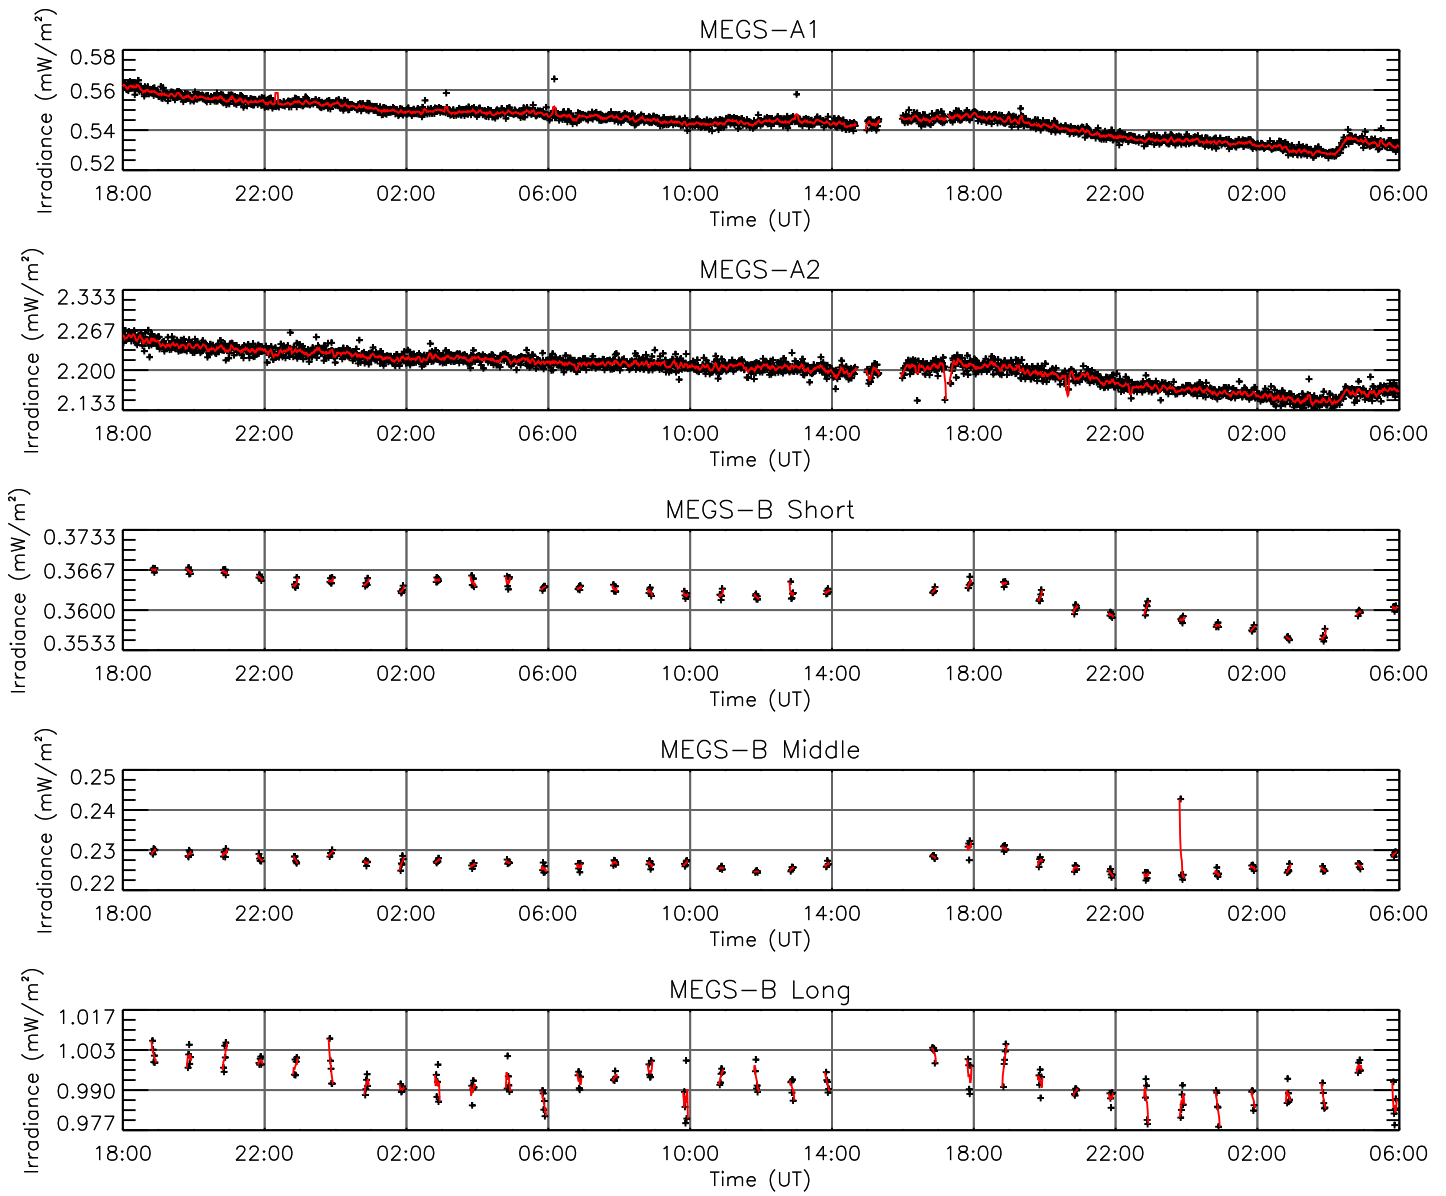 MEGS-A1
Irradiance (mW/m²)
0.58
0.56
0.54
0.52
18:00 22:00 02:00 06:00 10:00 14:00 18:00 22:00 02:00 06:00
Time (UT)
MEGS-A2
Irradiance (mW/m²)
2.333
2.267
2.200
2.133
18:00 22:00 02:00 06:00 10:00 14:00 18:00 22:00 02:00 06:00
Time (UT)
MEGS-B Short
Irradiance (mW/m²)
0.3733
0.3667
0.3600
0.3533
18:00 22:00 02:00 06:00 10:00 14:00 18:00 22:00 02:00 06:00
Time (UT)
MEGS-B Middle
Irradiance (mW/m²)
0.25
0.24
0.23
0.22
18:00 22:00 02:00 06:00 10:00 14:00 18:00 22:00 02:00 06:00
Time (UT)
MEGS-B Long
Irradiance (mW/m²)
1.017
1.003
0.990
0.977
18:00 22:00 02:00 06:00 10:00 14:00 18:00 22:00 02:00 06:00
Time (UT)